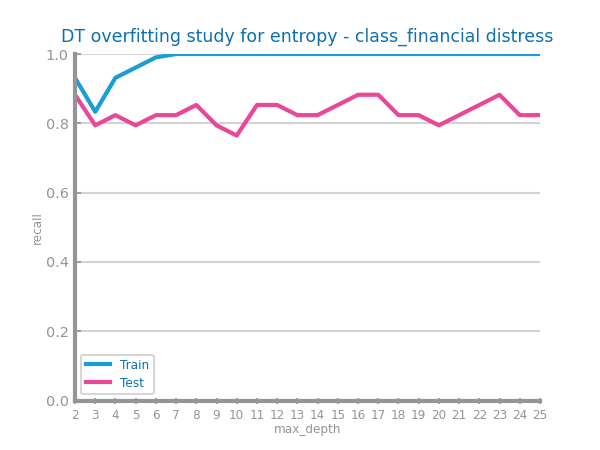 DT overfitting study for entropy - class_financial distress
1.0
0.8
0.6
0.4
0.2
0.0
recall
Train
Test
2 3 4 5 6 7 8 9 10 11 12 13 14 15 16 17 18 19 20 21 22 23 24 25
max_depth